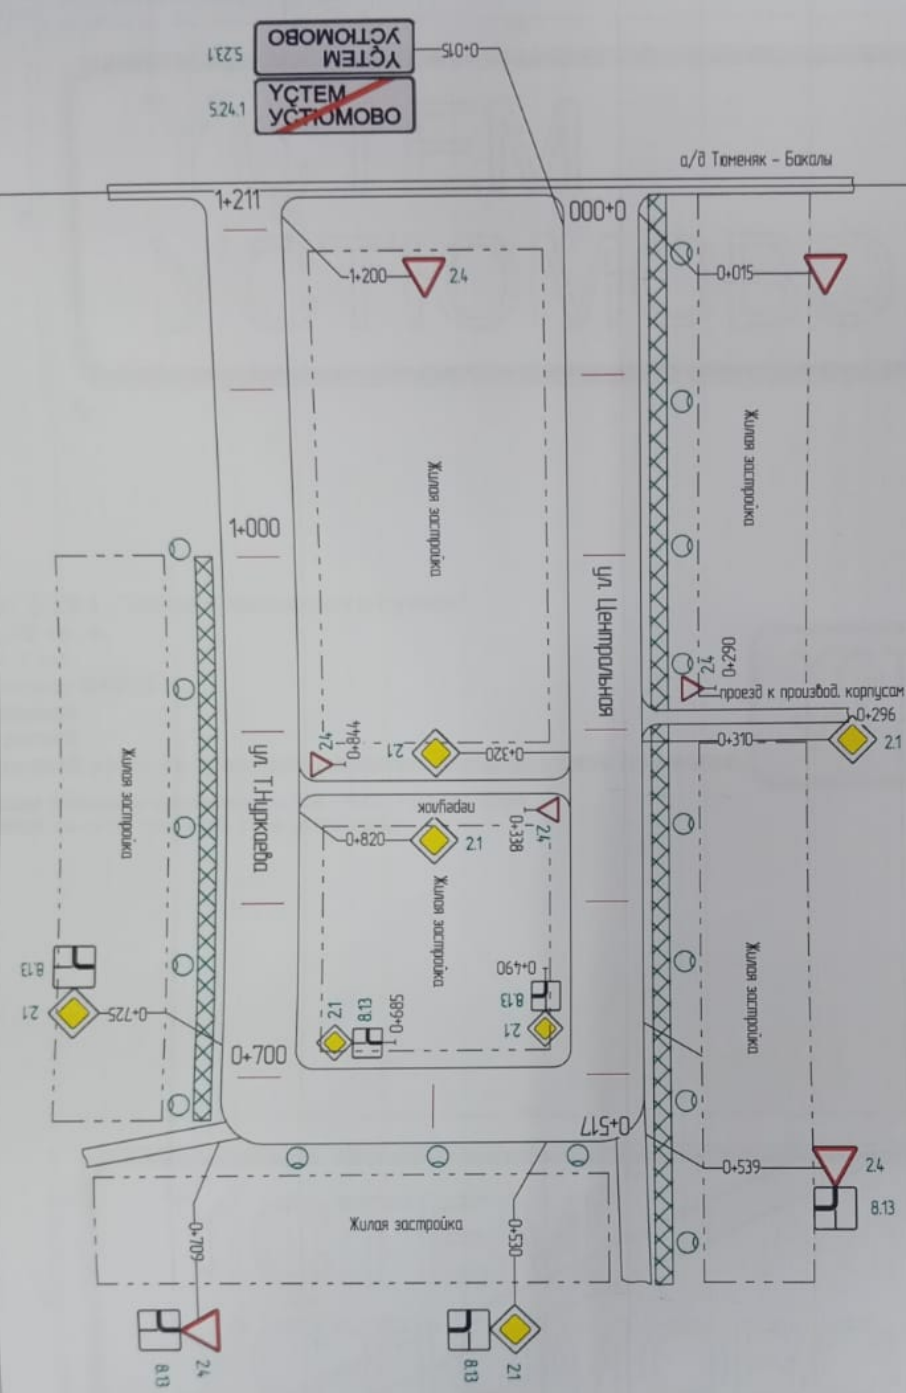 5.23.1
УСТЮМОВО
ҮҪТЕМ
0+015
5.24.1
ҮҪТЕМ
УСТЮМОВО
а/д Тюменяк - Бакалы
1+211
0+000
1+200
2.4
0+015
Жилая застройка
Жилая застройка
1+000
ул. Центральная
2.4
0+290
проезд к производ. корпусам
0+296
2.1
0+310
2.4
0+844
2.1
0+320
ул. Т.Нуркаева
Жилая застройка
переулок
0+820
2.1
0+338
2.4
Жилая застройка
Жилая застройка
0+490
8.13
2.1
8.13
2.1
0+725
2.1
8.13
0+685
0+700
0+517
0+539
2.4
8.13
Жилая застройка
0+709
0+530
8.13
2.4
8.13
2.1